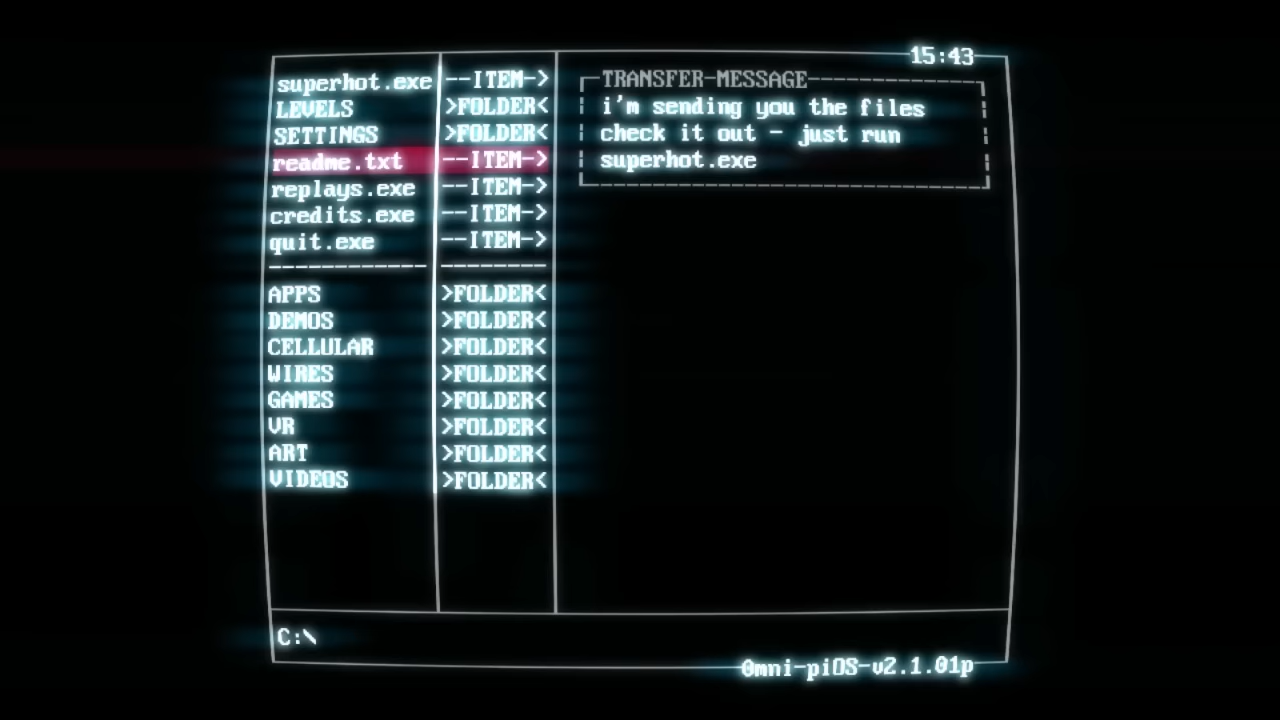 15:43
superhot.exe --ITEM->
LEVELS >FOLDER<
SETTINGS >FOLDER<
readme.txt --ITEM->
replays.exe --ITEM->
credits.exe --ITEM->
quit.exe --ITEM->
------------ --------
APPS >FOLDER<
DEMOS >FOLDER<
CELLULAR >FOLDER<
WIRES >FOLDER<
GAMES >FOLDER<
VR >FOLDER<
ART >FOLDER<
VIDEOS >FOLDER<
TRANSFER-MESSAGE
i'm sending you the files
check it out - just run
superhot.exe
C:\
Omni-piOS-v2.1.01p